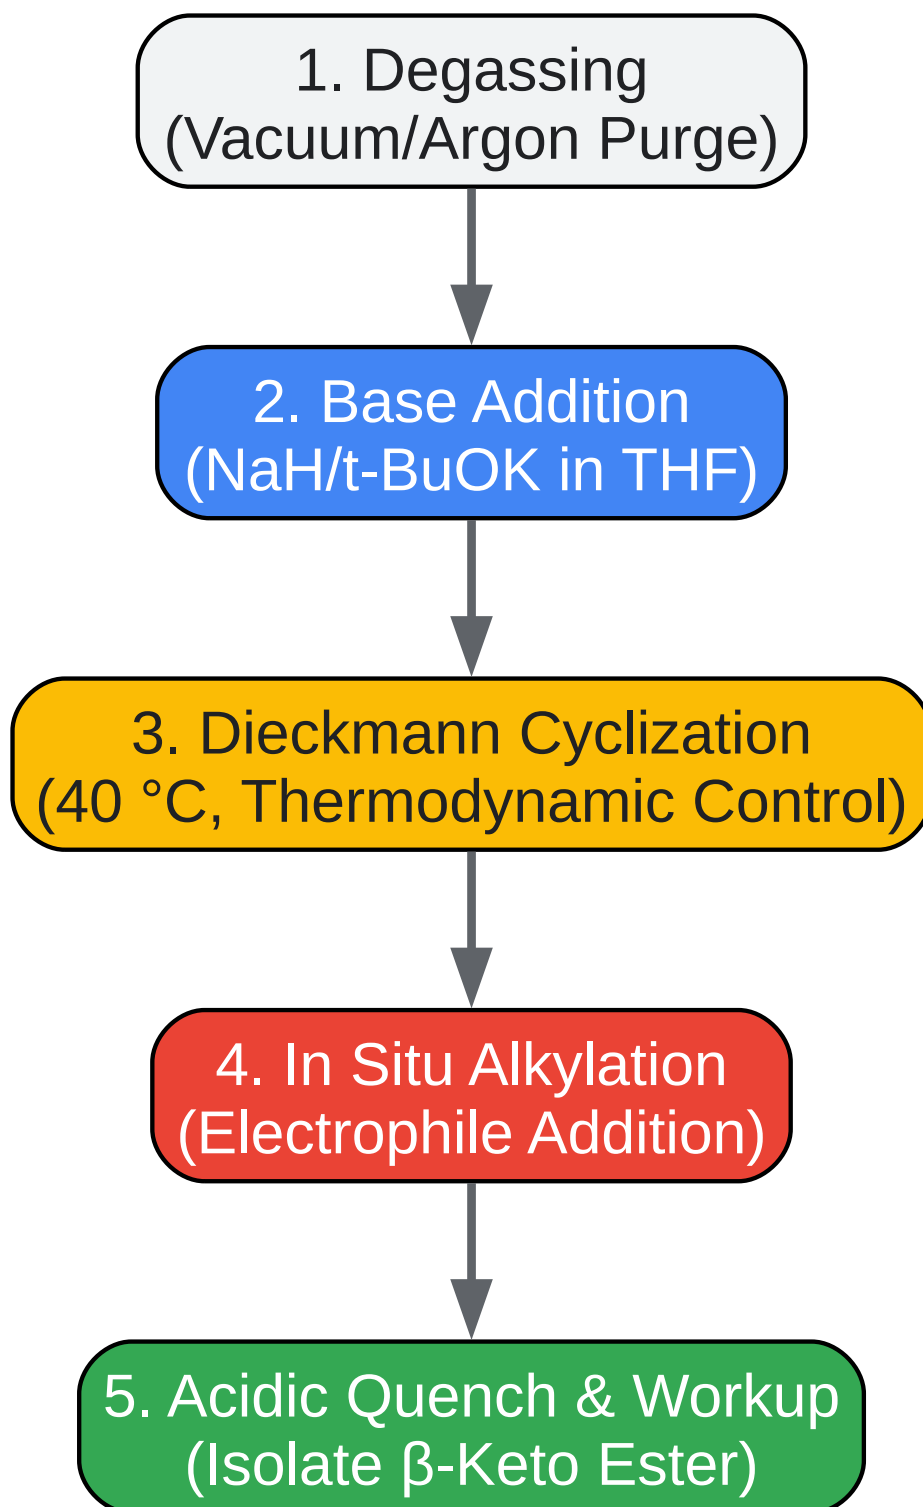 1. Degassing
(Vacuum/Argon Purge)
2. Base Addition
(NaH/t-BuOK in THF)
3. Dieckmann Cyclization
(40 °C, Thermodynamic Control)
4. In Situ Alkylation
(Electrophile Addition)
5. Acidic Quench & Workup
(Isolate β-Keto Ester)